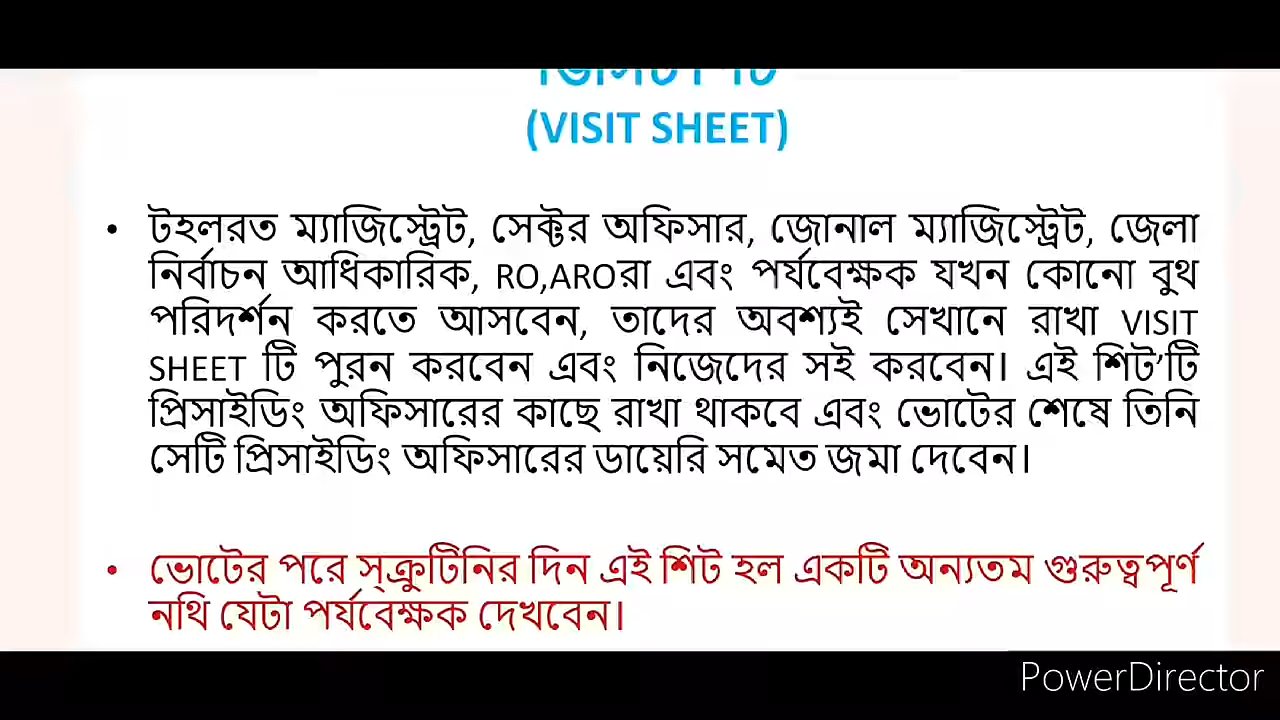 (VISIT SHEET)
• টহলরত ম্যাজিস্ট্রেট, সেক্টর অফিসার, জোনাল ম্যাজিস্ট্রেট, জেলা
নির্বাচন আধিকারিক, RO,AROরা এবং পর্যবেক্ষক যখন কোনো বুথ
পরিদর্শন করতে আসবেন, তাদের অবশ্যই সেখানে রাখা VISIT
SHEET টি পুরন করবেন এবং নিজেদের সই করবেন। এই শিট’টি
প্রিসাইডিং অফিসারের কাছে রাখা থাকবে এবং ভোটের শেষে তিনি
সেটি প্রিসাইডিং অফিসারের ডায়েরি সমেত জমা দেবেন।
• ভোটের পরে স্ক্রুটিনির দিন এই শিট হল একটি অন্যতম গুরুত্বপূর্ণ
নথি যেটা পর্যবেক্ষক দেখবেন।
PowerDirector